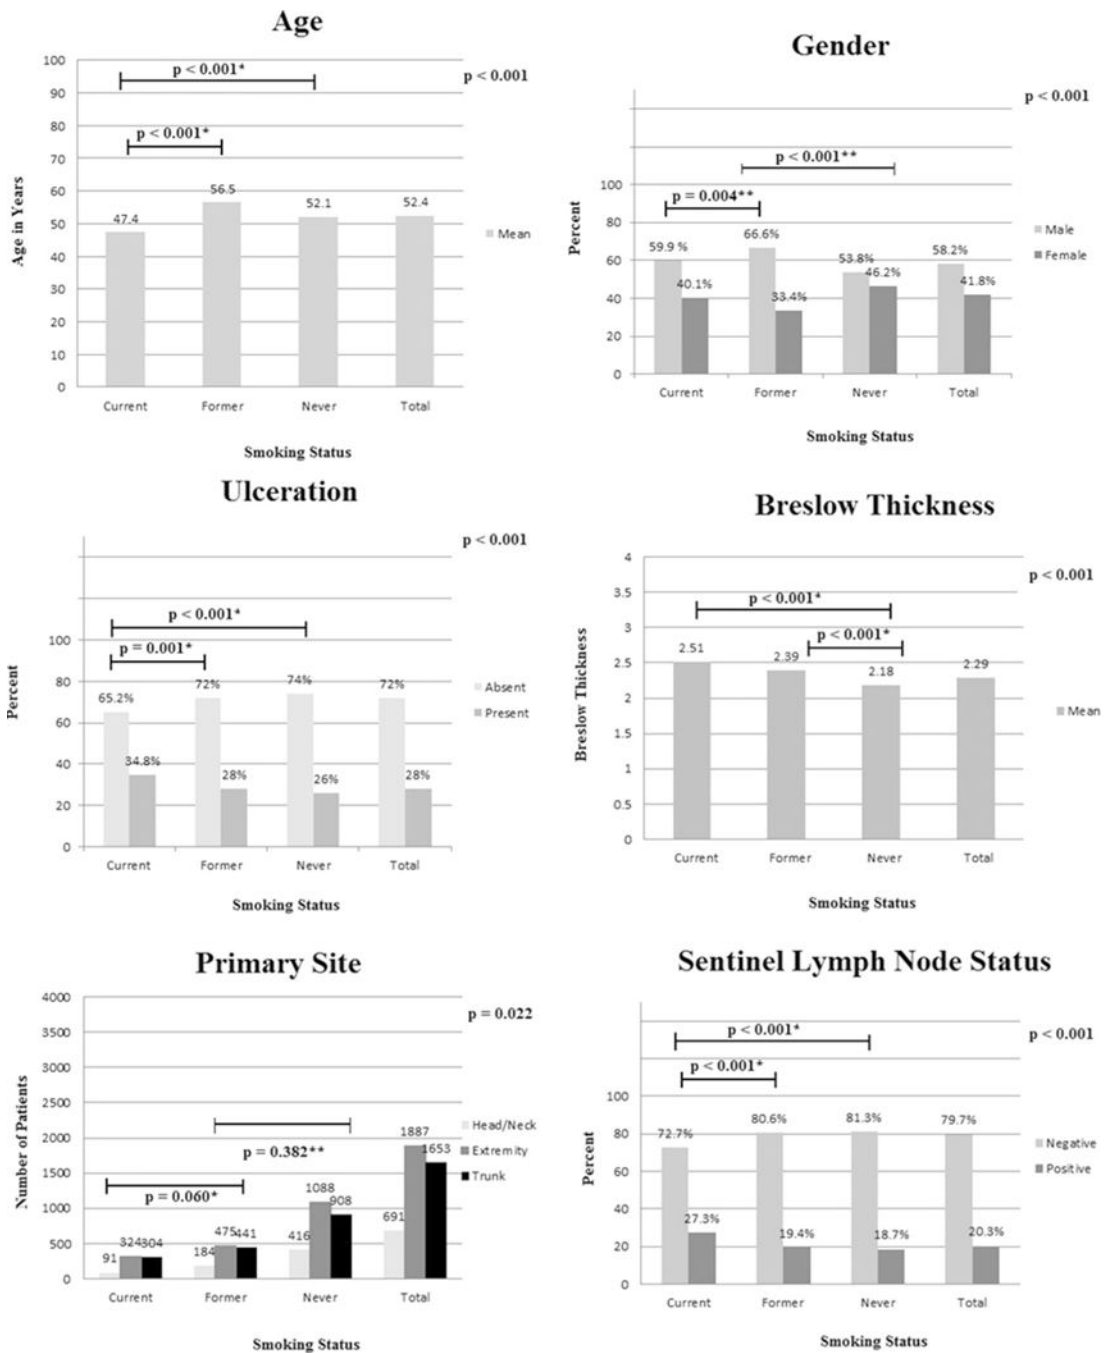 Age
100
90
80
70
60
50
40
30
20
10
0
Age in Years
p < 0.001*
p < 0.001
p < 0.001*
47.4
56.5
52.1
52.4
Mean
Current Former Never Total
Smoking Status
Gender
100
80
60
40
20
0
Percent
p < 0.001
p < 0.001**
p = 0.004**
59.9 %
40.1%
66.6%
33.4%
53.8%
46.2%
58.2%
41.8%
Male
Female
Current Former Never Total
Smoking Status
Ulceration
100
80
60
40
20
0
Percent
p < 0.001
p < 0.001*
p = 0.001*
65.2%
34.8%
72%
28%
74%
26%
72%
28%
Absent
Present
Current Former Never Total
Smoking Status
Breslow Thickness
4
3.5
3
2.5
2
1.5
1
0.5
0
Breslow Thickness
p < 0.001
p < 0.001*
p < 0.001*
2.51
2.39
2.18
2.29
Mean
Current Former Never Total
Smoking Status
Primary Site
4000
3500
3000
2500
2000
1500
1000
500
0
Number of Patients
p = 0.022
p = 0.382**
p = 0.060*
91
324
304
184
475
441
416
1088
908
691
1887
1653
Head/Neck
Extremity
Trunk
Current Former Never Total
Smoking Status
Sentinel Lymph Node Status
100
80
60
40
20
0
Percent
p < 0.001
p < 0.001*
p < 0.001*
72.7%
27.3%
80.6%
19.4%
81.3%
18.7%
79.7%
20.3%
Negative
Positive
Current Former Never Total
Smoking Status